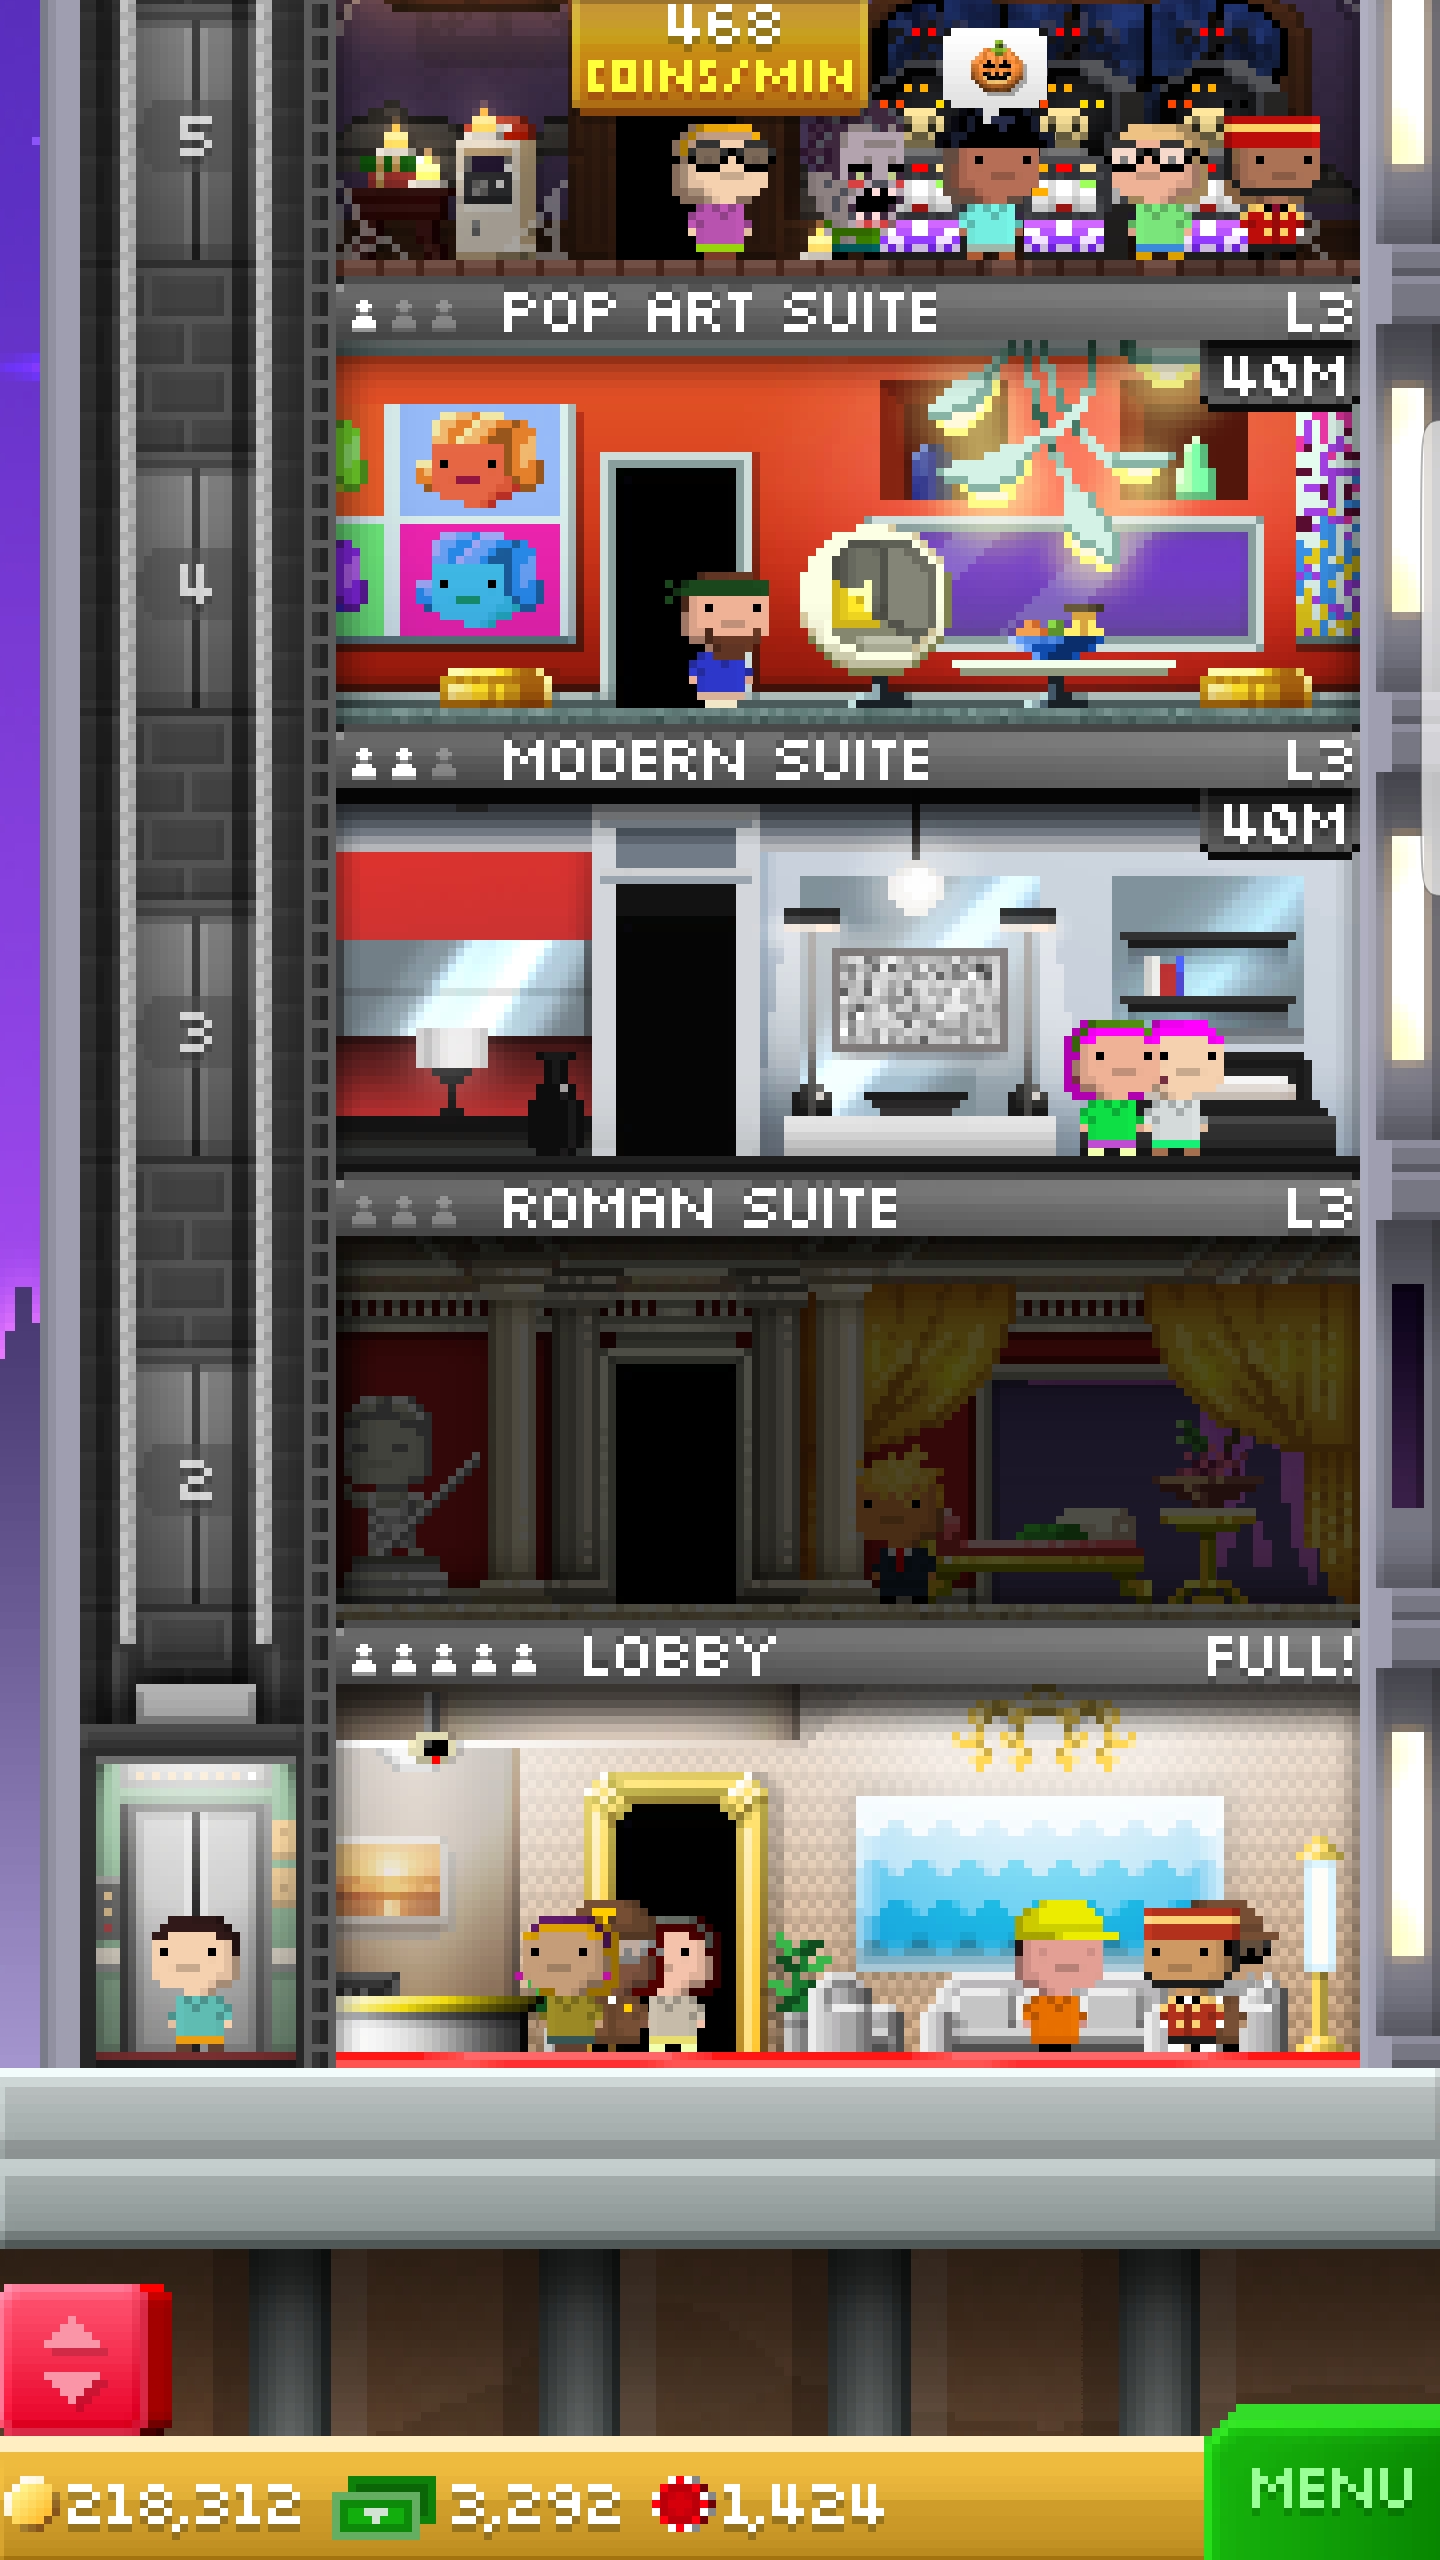 468
COINS/MIN
5
POP ART SUITE L3
40M
4
MODERN SUITE L3
40M
3
ROMAN SUITE L3
2
LOBBY FULL!
218,312 3,292 1,424
MENU